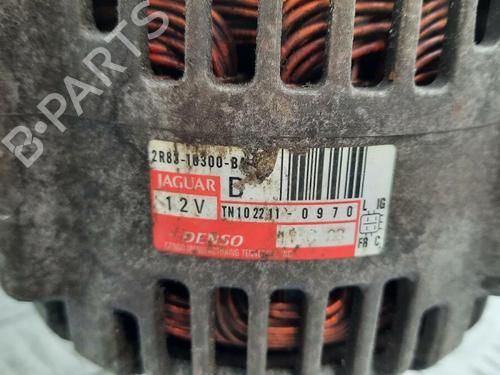 B-PARTS
2R83-10300-B
JAGUAR
B
12V
TN102211-0970
L IG
FR C
DENSO